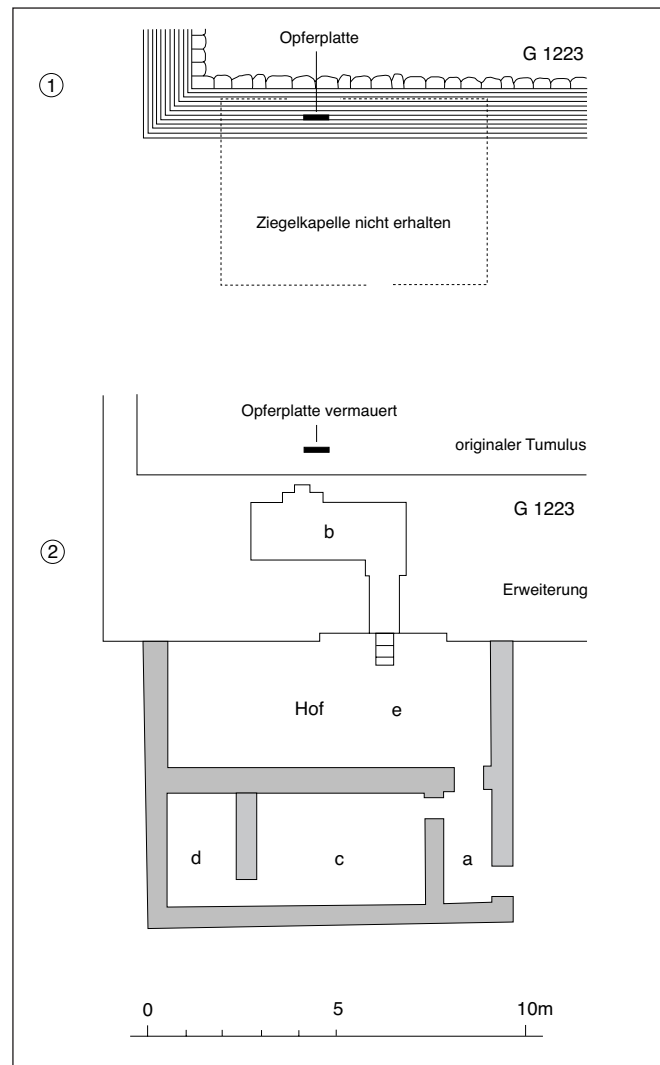 Opferplatte
G 1223
1
Ziegelkapelle nicht erhalten
Opferplatte vermauert
originaler Tumulus
G 1223
b
2
Erweiterung
Hof e
d c a
0 5 10m